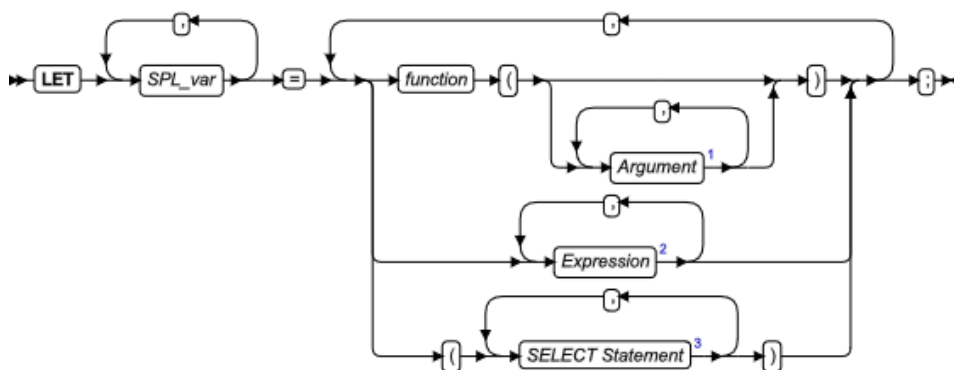 , ,
LET SPL_var = function ( ) ;
,
Argument 1
,
Expression 2
,
( SELECT Statement 3 )